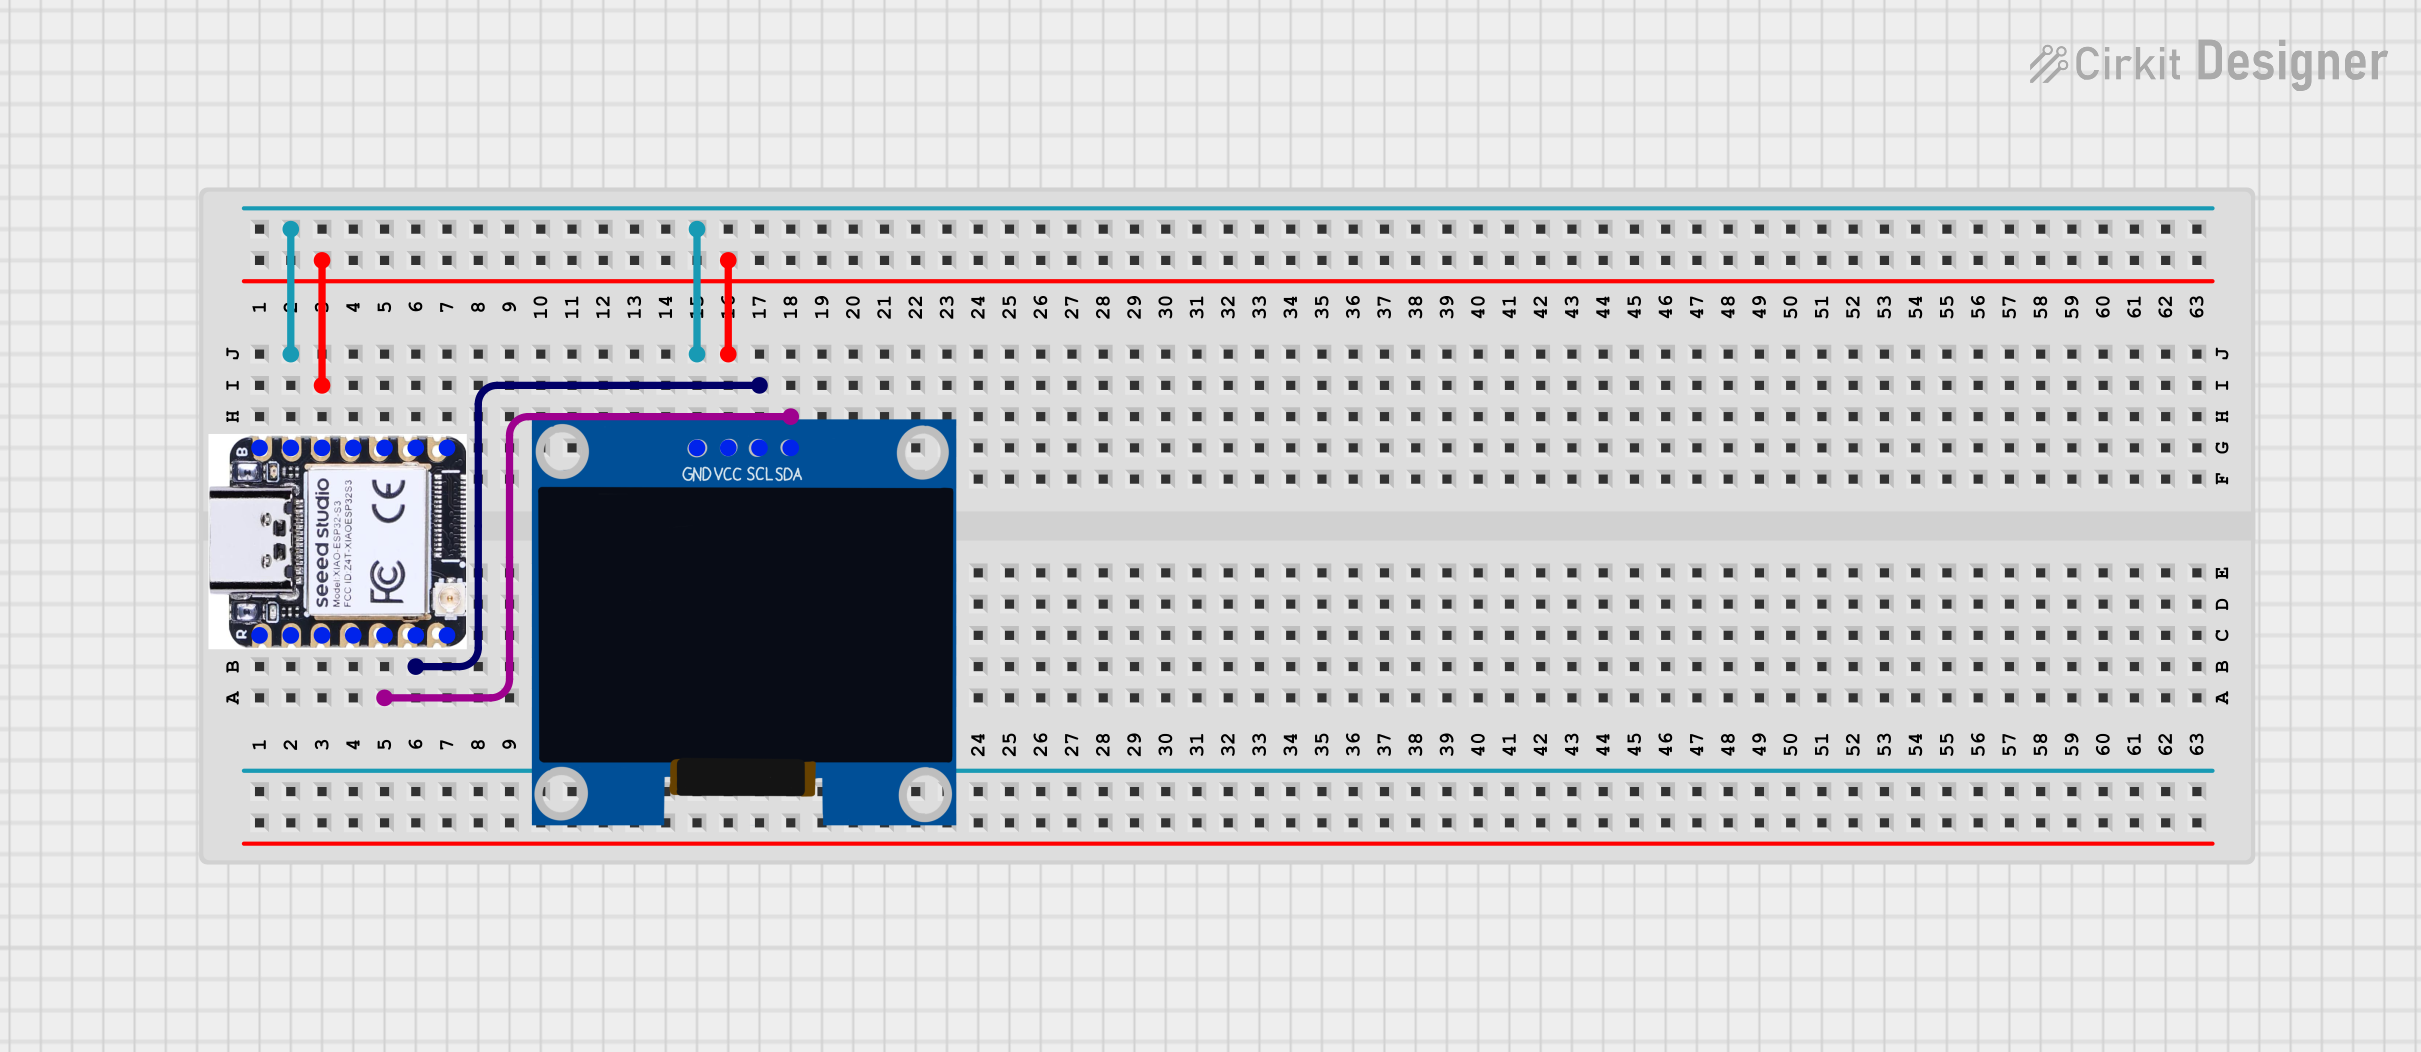 Cirkit Designer
1 2 3 4 5 6 7 8 9 10 11 12 13 14 15 16 17 18 19 20 21 22 23 24 25 26 27 28 29 30 31 32 33 34 35 36 37 38 39 40 41 42 43 44 45 46 47 48 49 50 51 52 53 54 55 56 57 58 59 60 61 62 63
J J
I I
H H
G
F
B
GND VCC SCL SDA
seeed studio
Model:XIAO-ESP32-S3
FCC ID:Z4T-XIAOESP32S3
CE
FC
R
E
D
C
B B
A A
1 2 3 4 5 6 7 8 9 24 25 26 27 28 29 30 31 32 33 34 35 36 37 38 39 40 41 42 43 44 45 46 47 48 49 50 51 52 53 54 55 56 57 58 59 60 61 62 63